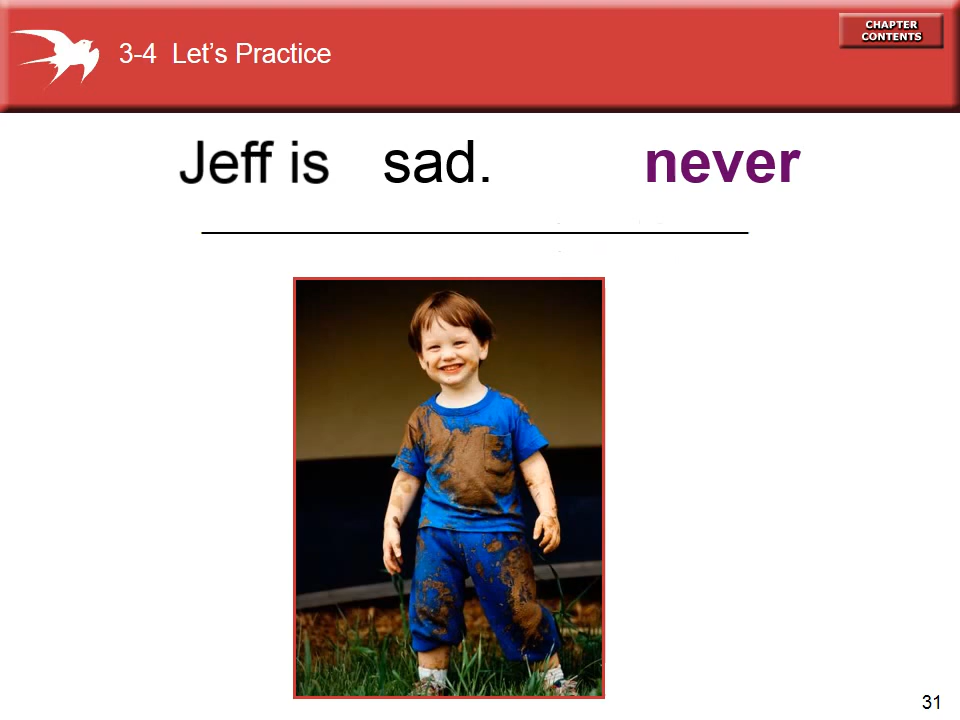 3-4 Let's Practice
CHAPTER
CONTENTS
Jeff is sad. never
31